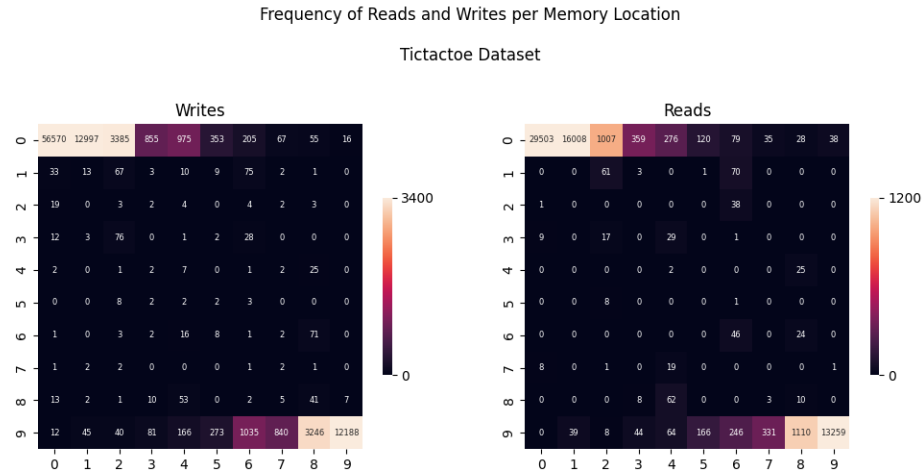 Frequency of Reads and Writes per Memory Location
Tictactoe Dataset
Writes
0 56570 12997 3385 855 975 353 205 67 55 16
1 33 13 67 3 10 9 75 2 1 0
2 19 0 3 2 4 0 4 2 3 0
3 12 3 76 0 1 2 28 0 0 0
4 2 0 1 2 7 0 1 2 25 0
5 0 0 8 2 2 2 3 0 0 0
6 1 0 3 2 16 8 1 2 71 0
7 1 2 2 0 0 0 1 2 1 0
8 13 2 1 10 53 0 2 5 41 7
9 12 45 40 81 166 273 1035 840 3246 12188
0 1 2 3 4 5 6 7 8 9
3400
0
Reads
0 29503 16008 1007 359 276 120 79 35 28 38
1 0 0 61 3 0 1 70 0 0 0
2 1 0 0 0 0 0 38 0 0 0
3 9 0 17 0 29 0 1 0 0 0
4 0 0 0 0 2 0 0 0 25 0
5 0 0 8 0 0 0 1 0 0 0
6 0 0 0 0 0 0 46 0 24 0
7 8 0 1 0 19 0 0 0 0 1
8 0 0 0 8 62 0 0 3 10 0
9 0 39 8 44 64 166 246 331 1110 13259
0 1 2 3 4 5 6 7 8 9
1200
0